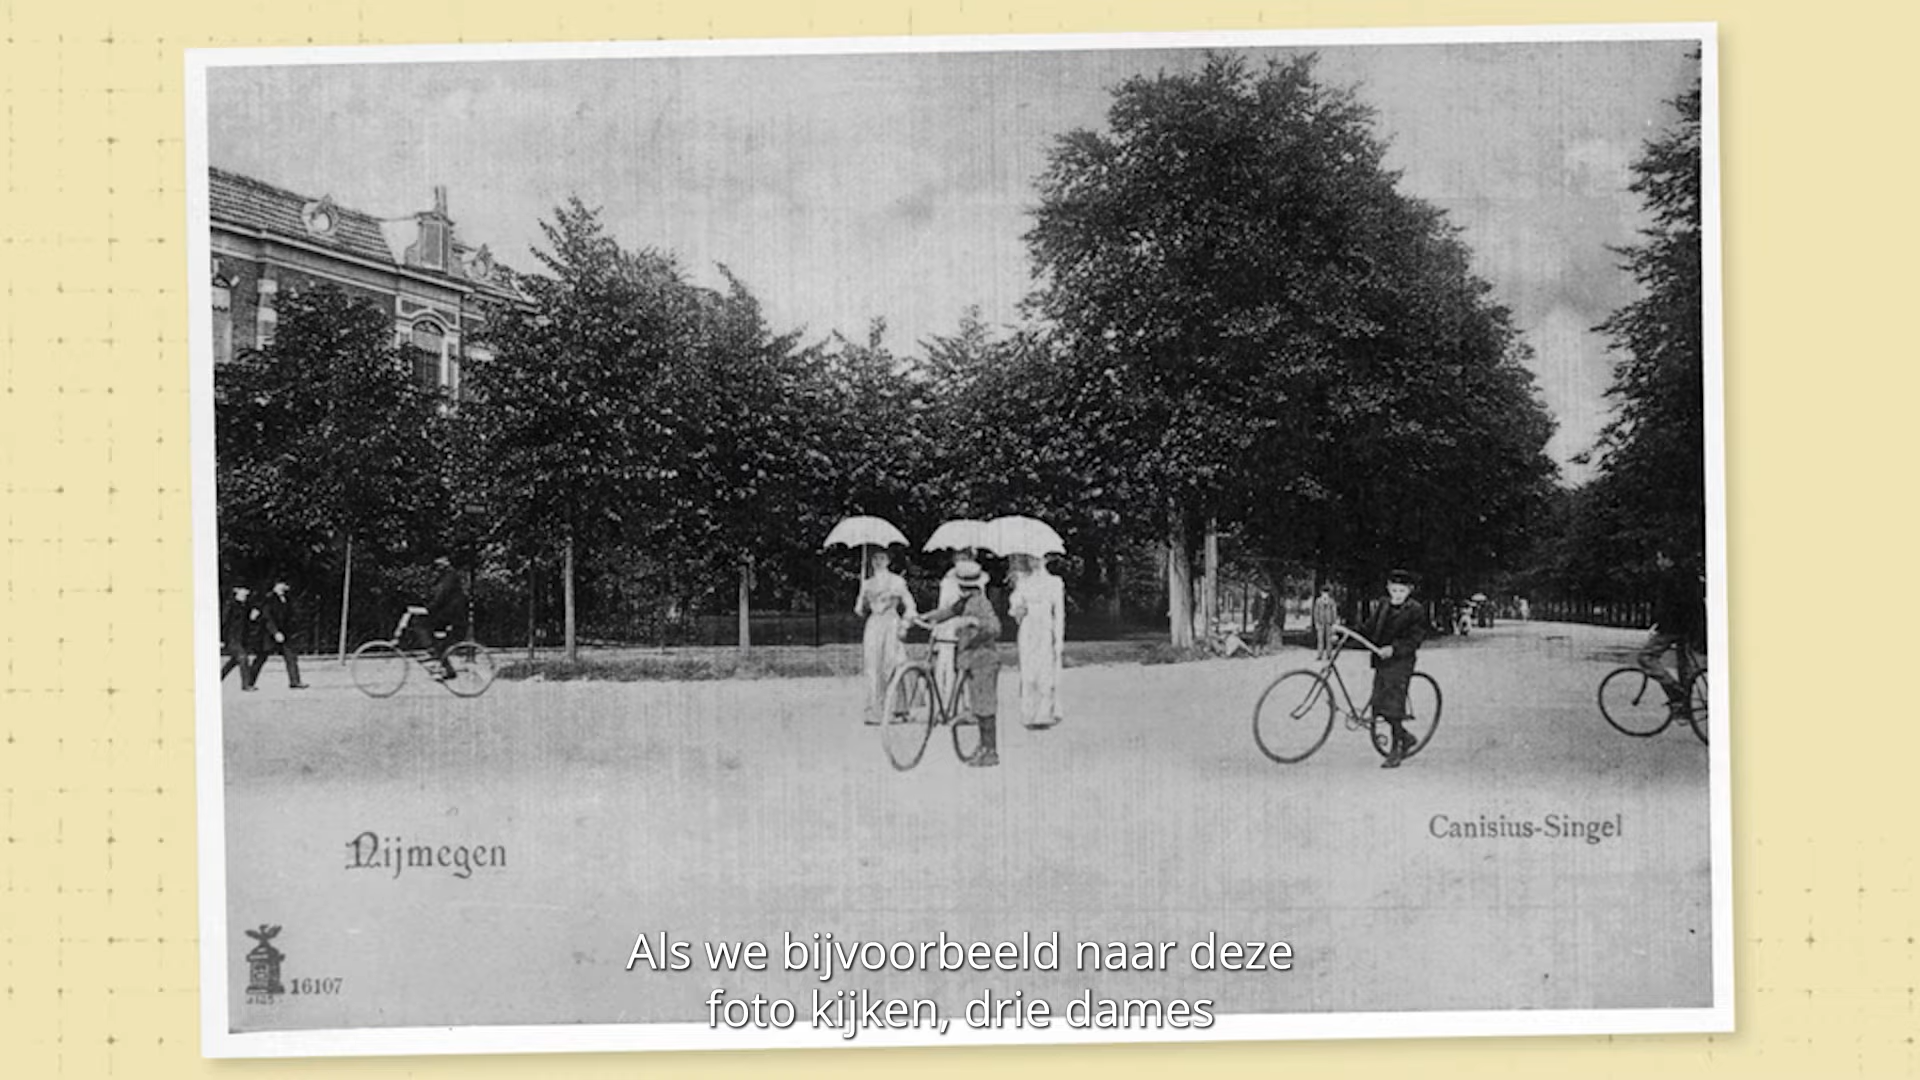 Canisius-Singel
Nijmegen
16107
Als we bijvoorbeeld naar deze
foto kijken, drie dames